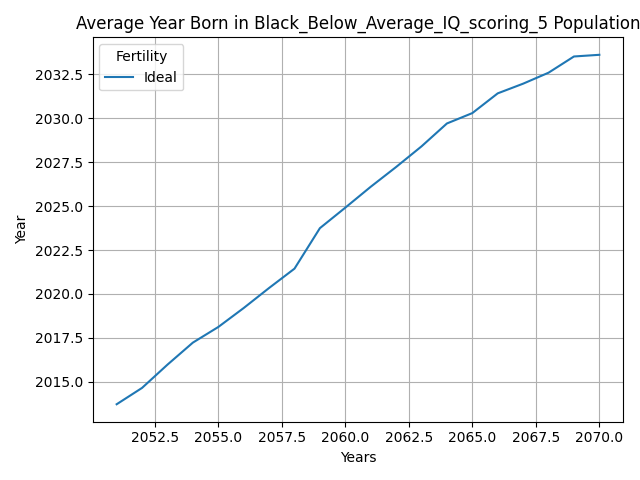 Average Year Born in Black_Below_Average_IQ_scoring_5 Population
Fertility
Ideal
2032.5
2030.0
2027.5
2025.0
2022.5
2020.0
2017.5
2015.0
Year
2052.5 2055.0 2057.5 2060.0 2062.5 2065.0 2067.5 2070.0
Years